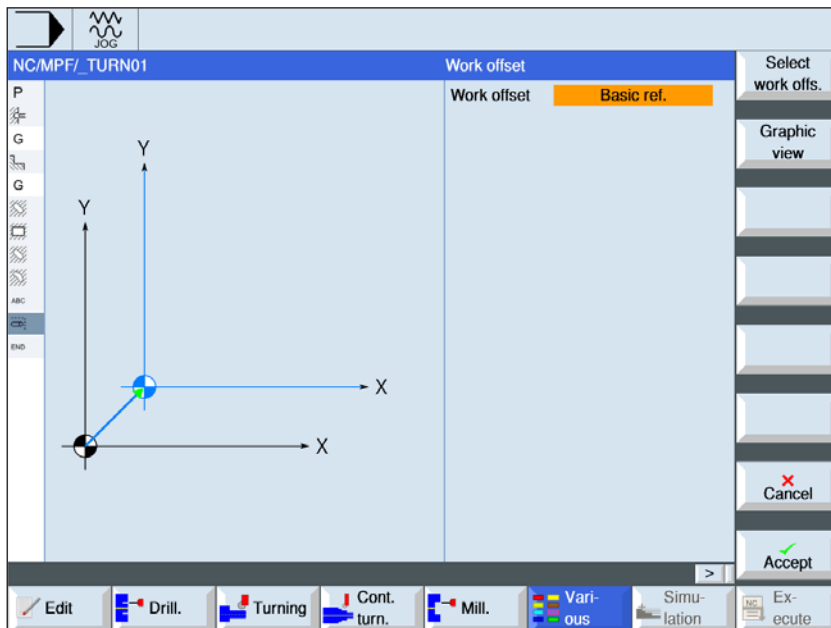 JOG
NC/MPF/_TURN01
Work offset
Work offset Basic ref.
P
G
G
ABC
END
Y
Y
X
X
Select
work offs.
Graphic
view
Cancel
Accept
>
Edit
Drill.
Turning
Cont.
turn.
Mill.
Vari-
ous
Simu-
lation
NC
Ex-
ecute